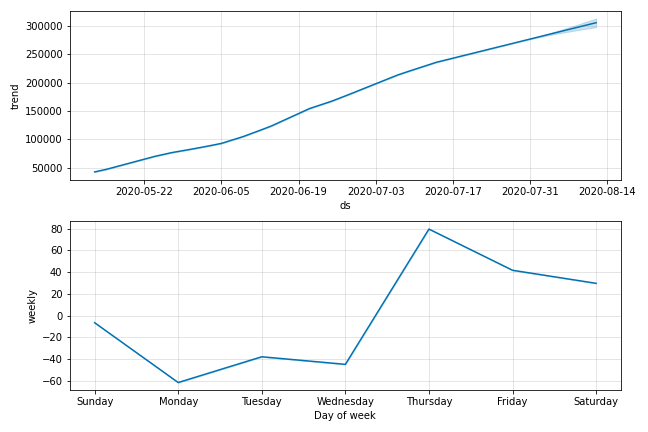 300000
250000
200000
150000
100000
50000
trend
2020-05-22 2020-06-05 2020-06-19 2020-07-03 2020-07-17 2020-07-31 2020-08-14
ds
80
60
40
20
0
−20
−40
−60
weekly
Sunday Monday Tuesday Wednesday Thursday Friday Saturday
Day of week